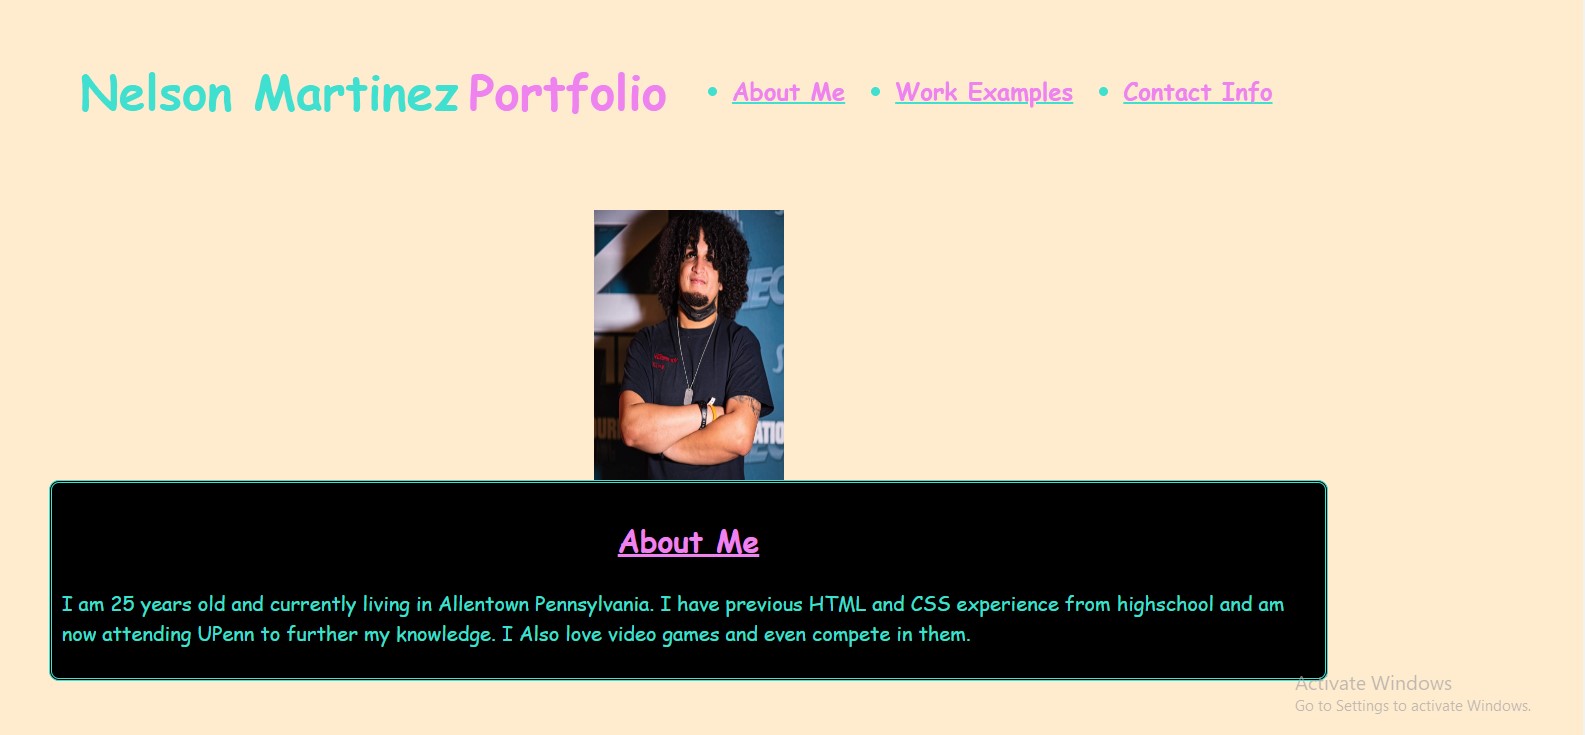 Nelson Martinez Portfolio
About Me
Work Examples
Contact Info
About Me
I am 25 years old and currently living in Allentown Pennsylvania. I have previous HTML and CSS experience from highschool and am
now attending UPenn to further my knowledge. I Also love video games and even compete in them.
Activate Windows
Go to Settings to activate Windows.